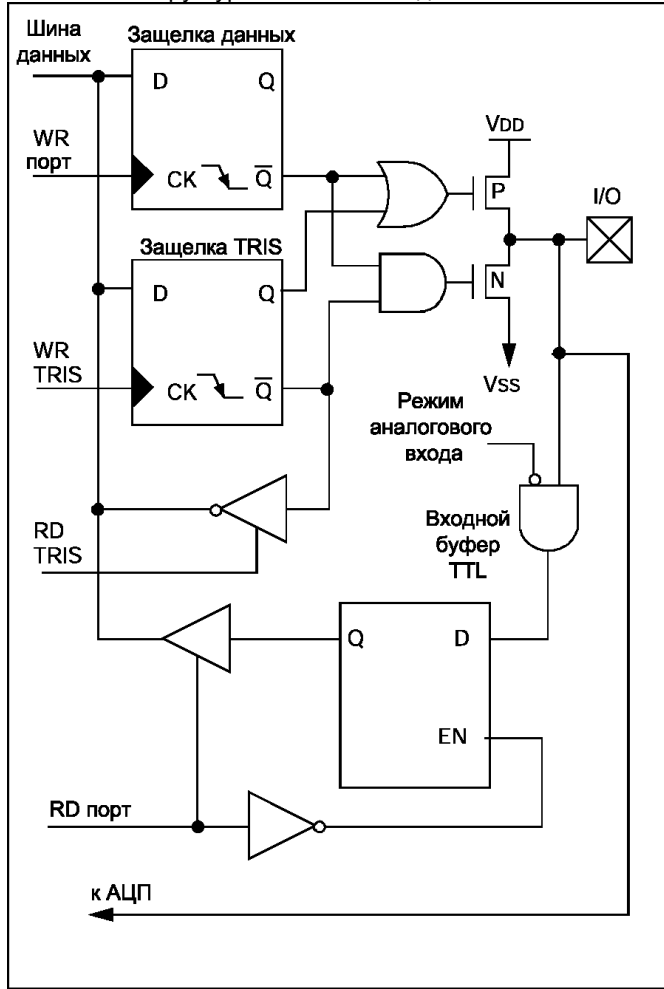 Шина
данных
Защелка данных
D
Q
WR
порт
CK
Q
VDD
P
I/O
Защелка TRIS
D
Q
N
WR
TRIS
CK
Q
VSS
Режим
аналогового
входа
RD
TRIS
Входной
буфер
TTL
Q
D
EN
RD порт
к АЦП